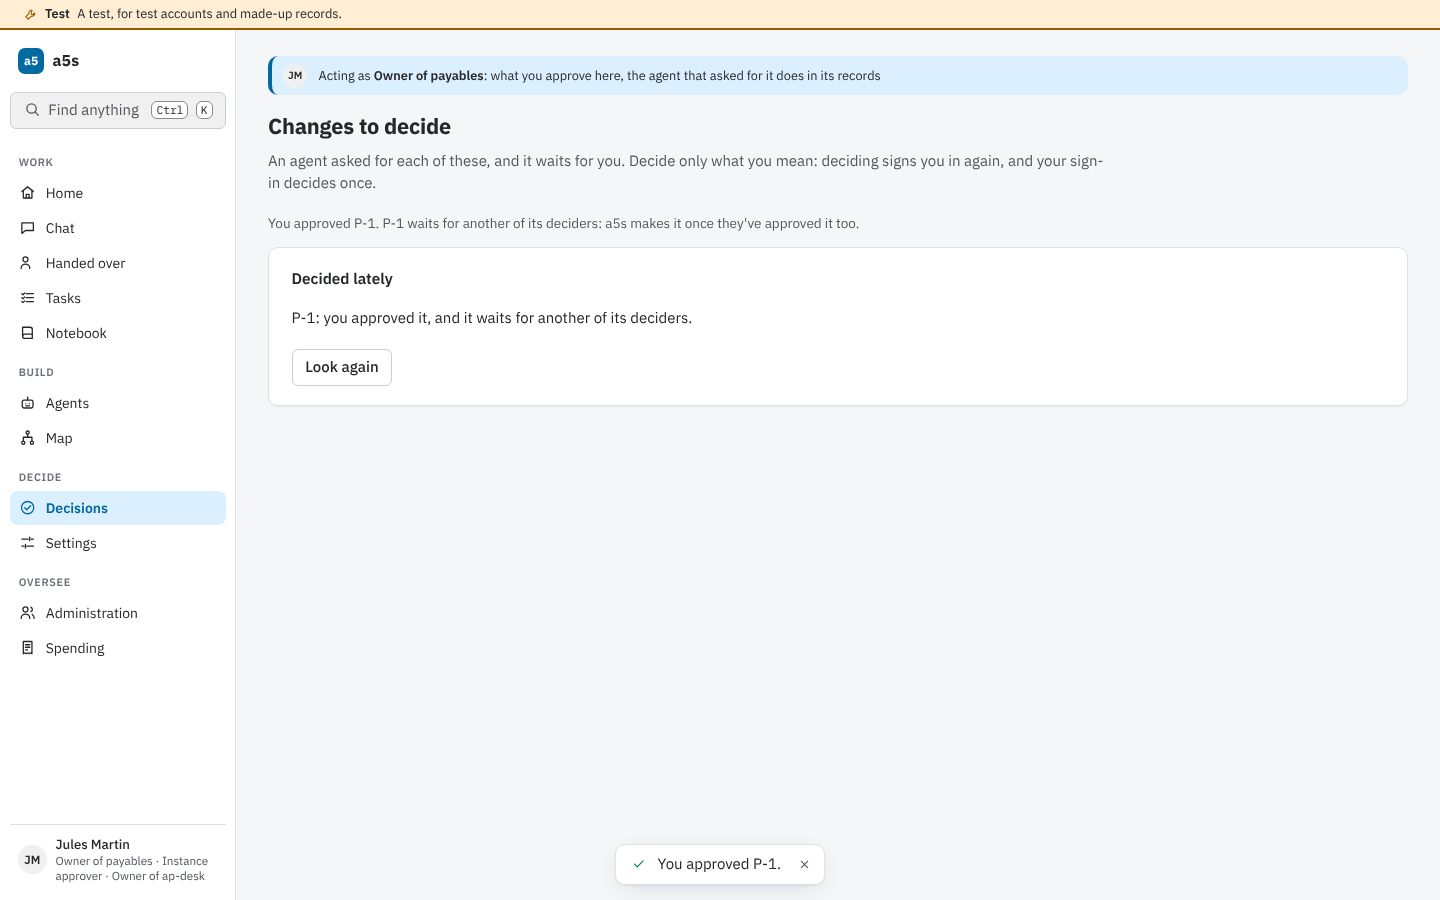 Test A test, for test accounts and made-up records.
a5 a5s
Find anything Ctrl K
WORK
Home
Chat
Handed over
Tasks
Notebook
BUILD
Agents
Map
DECIDE
Decisions
Settings
OVERSEE
Administration
Spending
JM Jules Martin
Owner of payables · Instance
approver · Owner of ap-desk
JM Acting as Owner of payables: what you approve here, the agent that asked for it does in its records
Changes to decide
An agent asked for each of these, and it waits for you. Decide only what you mean: deciding signs you in again, and your sign-
in decides once.
You approved P-1. P-1 waits for another of its deciders: a5s makes it once they've approved it too.
Decided lately
P-1: you approved it, and it waits for another of its deciders.
Look again
You approved P-1.